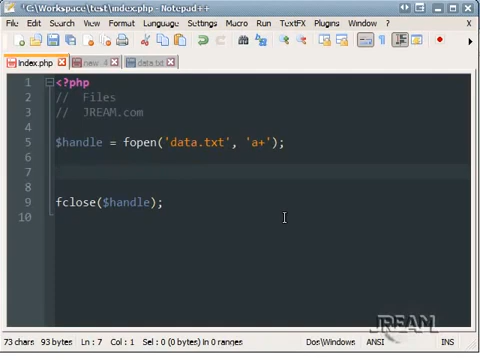 *C:\Workspace\test\index.php - Notepad++
File Edit Search View Format Language Settings Macro Run TextFX Plugins Window ? X
index.php new 4 data.txt
1 <?php
2 // Files
3 // JREAM.com
4
5 $handle = fopen('data.txt', 'a+');
6
7
8
9 fclose($handle);
10
JREAM
73 chars 93 bytes Ln : 7 Col : 1 Sel : 0 (0 bytes) in 0 ranges Dos\Windows ANSI INS